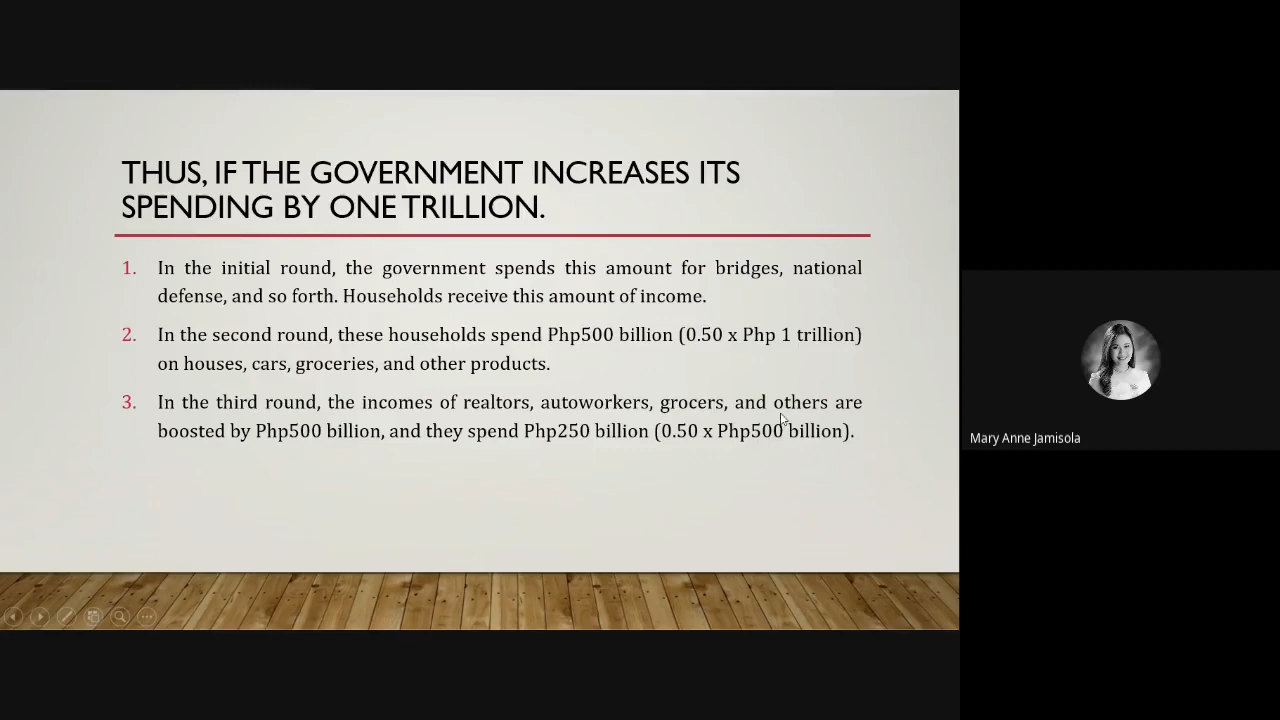 THUS, IF THE GOVERNMENT INCREASES ITS
SPENDING BY ONE TRILLION.
1. In the initial round, the government spends this amount for bridges, national
defense, and so forth. Households receive this amount of income.
2. In the second round, these households spend Php500 billion (0.50 x Php 1 trillion)
on houses, cars, groceries, and other products.
3. In the third round, the incomes of realtors, autoworkers, grocers, and others are
boosted by Php500 billion, and they spend Php250 billion (0.50 x Php500 billion).
Mary Anne Jamisola